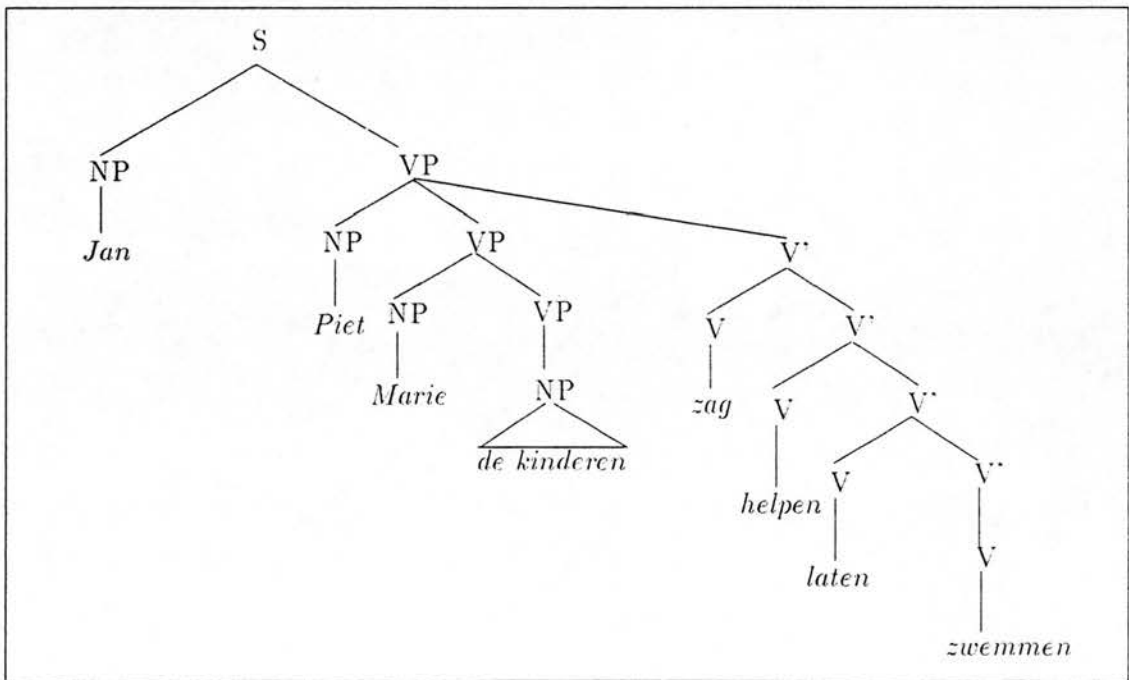 S
NP VP
Jan NP VP V'
Piet NP VP V V'
Marie NP zag V V'
de kinderen helpen V V'
laten V
zwemmen